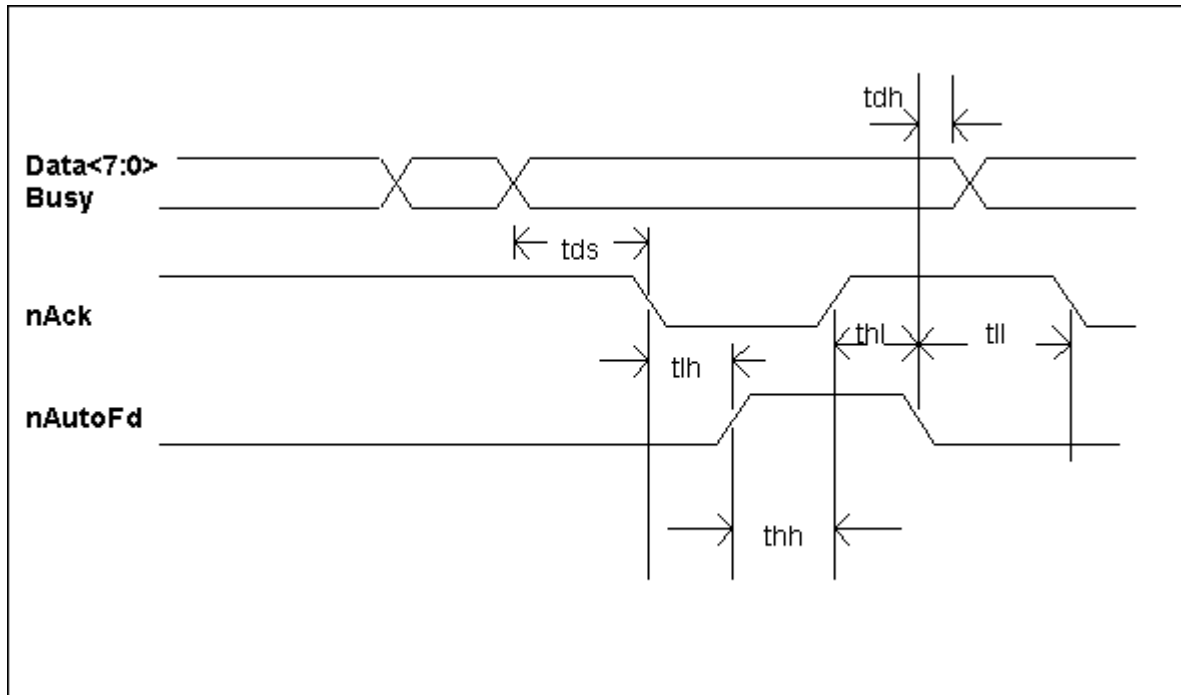 tdh
Data<7:0>
Busy
tds
nAck
thl
tll
tlh
nAutoFd
thh